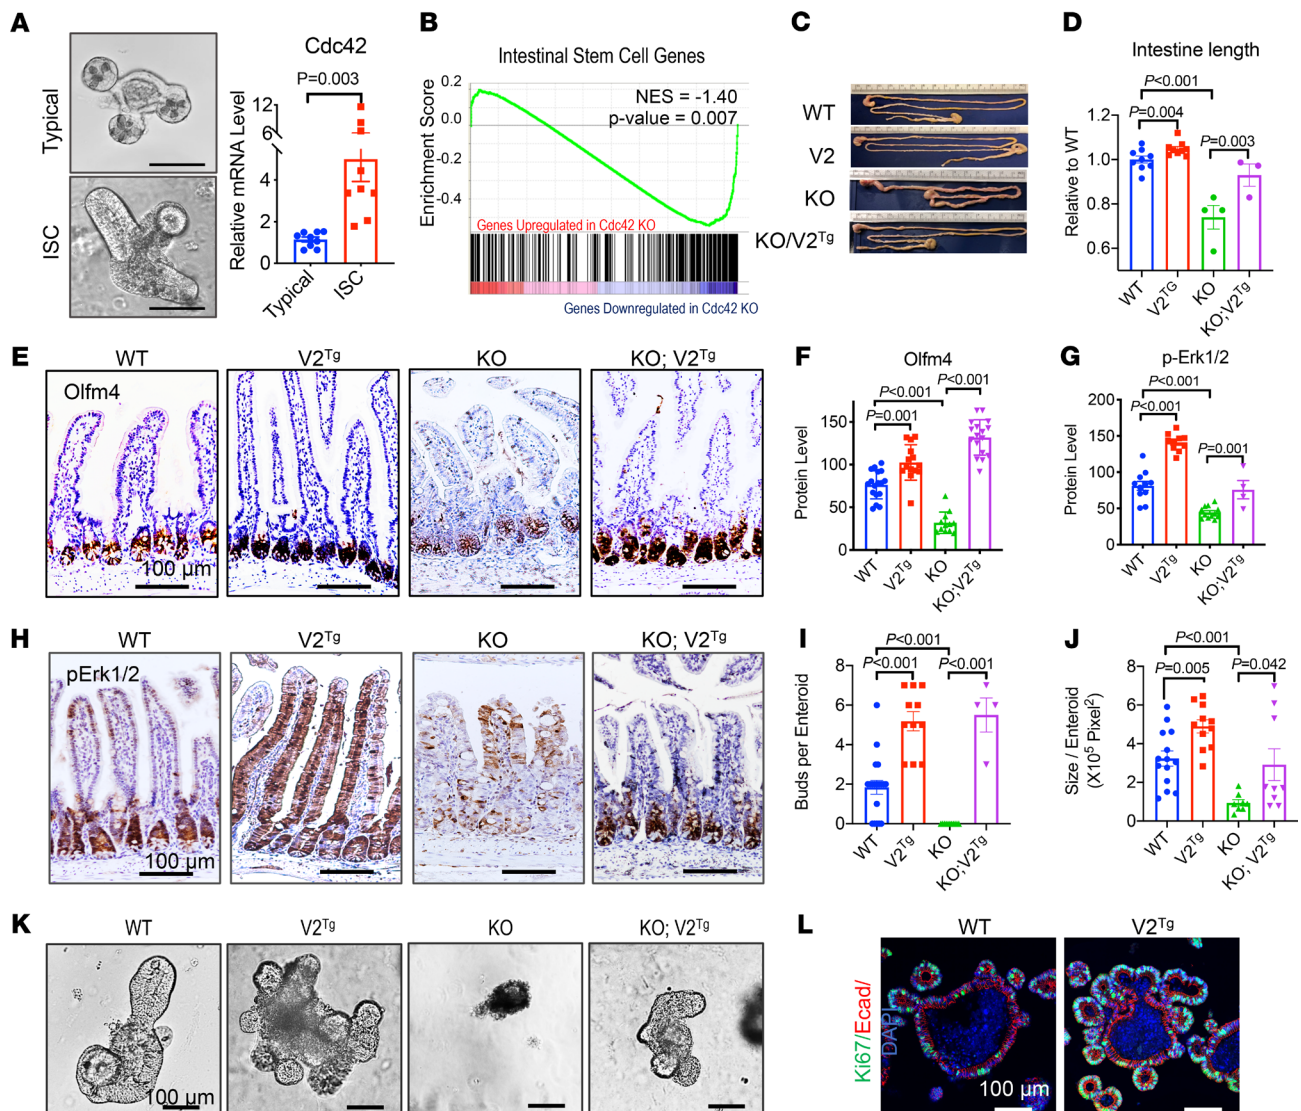 A
Typical
ISC
Cdc42
P=0.003
Relative mRNA Level
12
6
4
2
0
Typical
ISC
B
Intestinal Stem Cell Genes
Enrichment Score
0.2
0.0
-0.2
-0.4
NES = -1.40
p-value = 0.007
Genes Upregulated in Cdc42 KO
Genes Downregulated in Cdc42 KO
C
WT
V2
KO
KO/V2Tg
D
Intestine length
P<0.001
P=0.004
P=0.003
Relative to WT
1.2
1.0
0.8
0.6
WT
V2TG
KO
KO;V2Tg
E
WT
V2Tg
KO
KO; V2Tg
Olfm4
100 µm
F
Olfm4
P<0.001
P<0.001
P=0.001
Protein Level
150
100
50
0
WT
V2Tg
KO
KO;V2Tg
G
p-Erk1/2
P<0.001
P<0.001
P=0.001
Protein Level
200
150
100
50
0
WT
V2Tg
KO
KO;V2Tg
H
WT
V2Tg
KO
KO; V2Tg
pErk1/2
100 µm
I
P<0.001
P<0.001
P<0.001
Buds per Enteroid
8
6
4
2
0
WT
V2Tg
KO
KO;V2Tg
J
P<0.001
P=0.005
P=0.042
Size / Enteroid
(X10⁵ Pixel²)
8
6
4
2
0
WT
V2Tg
KO
KO; V2Tg
K
WT
V2Tg
KO
KO; V2Tg
100 µm
L
WT
V2Tg
Ki67/Ecad/
DAPI
100 µm